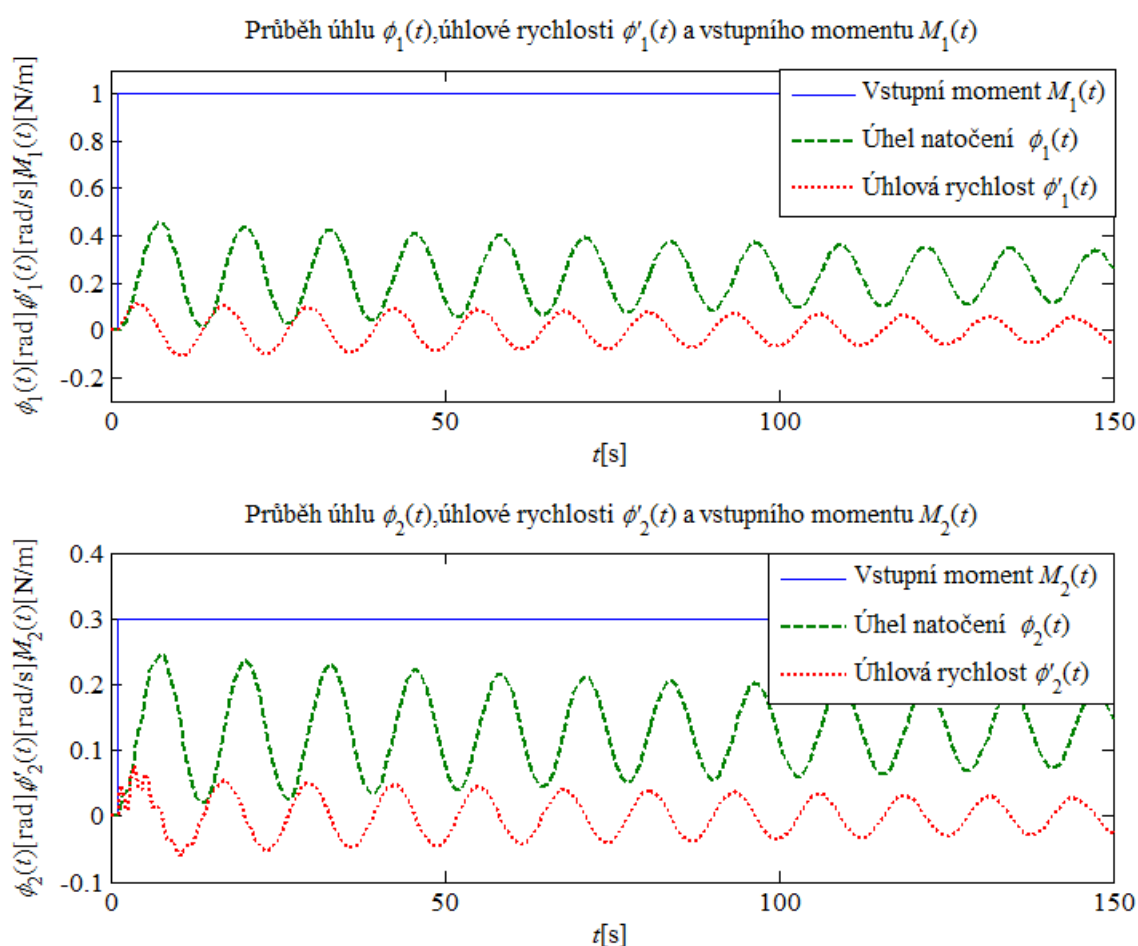 Průběh úhlu ϕ₁(t),úhlové rychlosti ϕ'₁(t) a vstupního momentu M₁(t)
ϕ₁(t)[rad] ϕ'₁(t)[rad/s] M₁(t)[N/m]
1
0.8
0.6
0.4
0.2
0
-0.2
Vstupní moment M₁(t)
Úhel natočení ϕ₁(t)
Úhlová rychlost ϕ'₁(t)
0 50 100 150
t[s]
Průběh úhlu ϕ₂(t),úhlové rychlosti ϕ'₂(t) a vstupního momentu M₂(t)
ϕ₂(t)[rad] ϕ'₂(t)[rad/s] M₂(t)[N/m]
0.4
0.3
0.2
0.1
0
-0.1
Vstupní moment M₂(t)
Úhel natočení ϕ₂(t)
Úhlová rychlost ϕ'₂(t)
0 50 100 150
t[s]